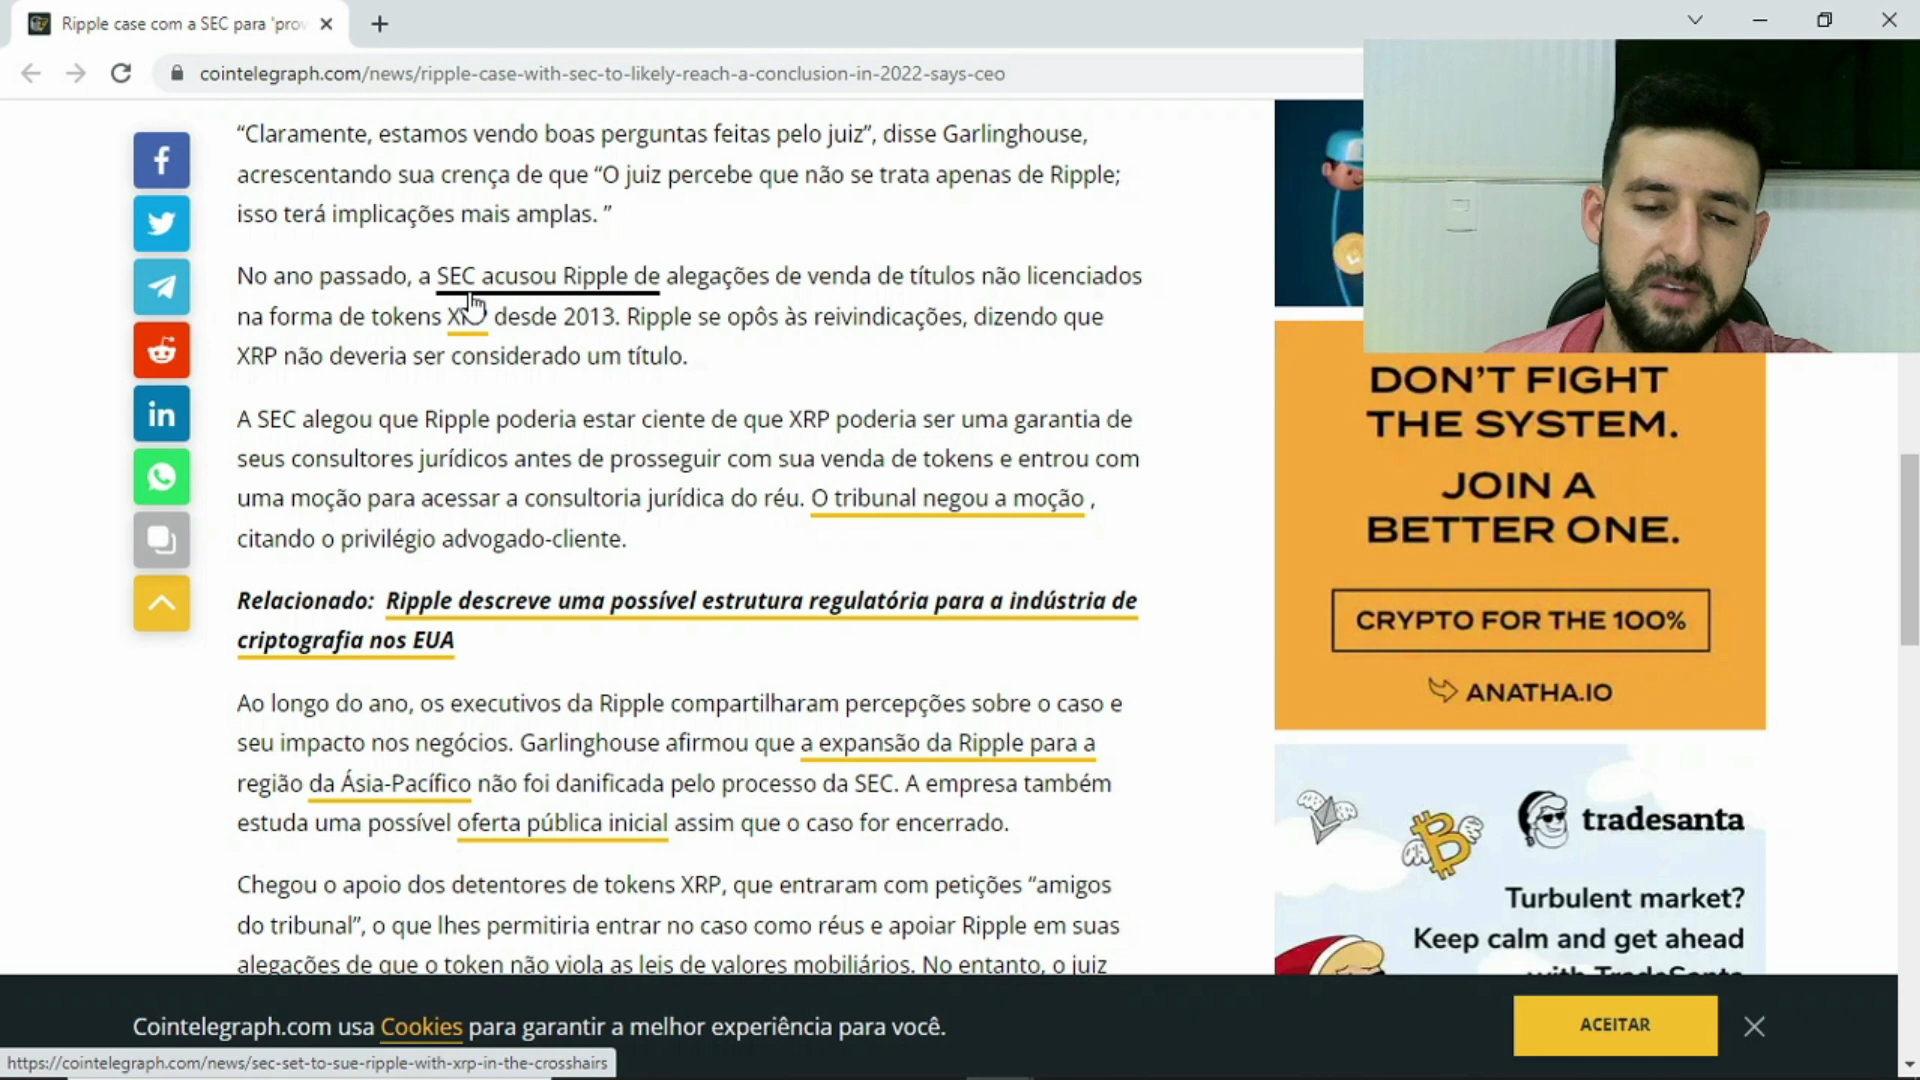 Ripple case com a SEC para 'prov
cointelegraph.com/news/ripple-case-with-sec-to-likely-reach-a-conclusion-in-2022-says-ceo
“Claramente, estamos vendo boas perguntas feitas pelo juiz”, disse Garlinghouse,
acrescentando sua crença de que “O juiz percebe que não se trata apenas de Ripple;
isso terá implicações mais amplas. ”
No ano passado, a SEC acusou Ripple de alegações de venda de títulos não licenciados
na forma de tokens XRP desde 2013. Ripple se opôs às reivindicações, dizendo que
XRP não deveria ser considerado um título.
A SEC alegou que Ripple poderia estar ciente de que XRP poderia ser uma garantia de
seus consultores jurídicos antes de prosseguir com sua venda de tokens e entrou com
uma moção para acessar a consultoria jurídica do réu. O tribunal negou a moção ,
citando o privilégio advogado-cliente.
Relacionado: Ripple descreve uma possível estrutura regulatória para a indústria de
criptografia nos EUA
Ao longo do ano, os executivos da Ripple compartilharam percepções sobre o caso e
seu impacto nos negócios. Garlinghouse afirmou que a expansão da Ripple para a
região da Ásia-Pacífico não foi danificada pelo processo da SEC. A empresa também
estuda uma possível oferta pública inicial assim que o caso for encerrado.
Chegou o apoio dos detentores de tokens XRP, que entraram com petições “amigos
do tribunal”, o que lhes permitiria entrar no caso como réus e apoiar Ripple em suas
alegações de que o token não viola as leis de valores mobiliários. No entanto, o juiz
DON'T FIGHT
THE SYSTEM.
JOIN A
BETTER ONE.
CRYPTO FOR THE 100%
ANATHA.IO
tradesanta
Turbulent market?
Keep calm and get ahead
with TradeSanta
Cointelegraph.com usa Cookies para garantir a melhor experiência para você.
ACEITAR
https://cointelegraph.com/news/sec-set-to-sue-ripple-with-xrp-in-the-crosshairs